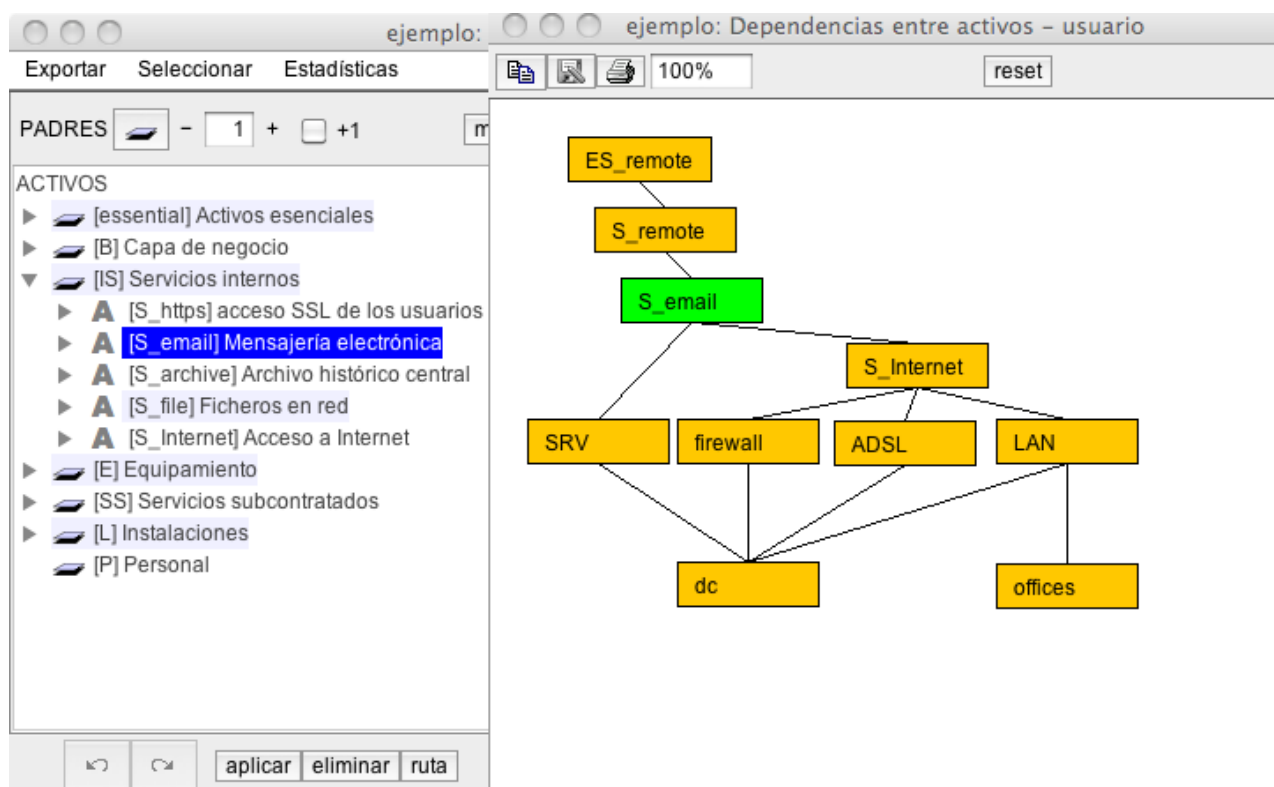 ejemplo:
Exportar Seleccionar Estadísticas
PADRES - 1 + +1 m
ACTIVOS
[essential] Activos esenciales
[B] Capa de negocio
[IS] Servicios internos
A [S_https] acceso SSL de los usuarios
A [S_email] Mensajería electrónica
A [S_archive] Archivo histórico central
A [S_file] Ficheros en red
A [S_Internet] Acceso a Internet
[E] Equipamiento
[SS] Servicios subcontratados
[L] Instalaciones
[P] Personal
aplicar eliminar ruta
ejemplo: Dependencias entre activos – usuario
100% reset
ES_remote
S_remote
S_email
S_Internet
SRV firewall ADSL LAN
dc offices